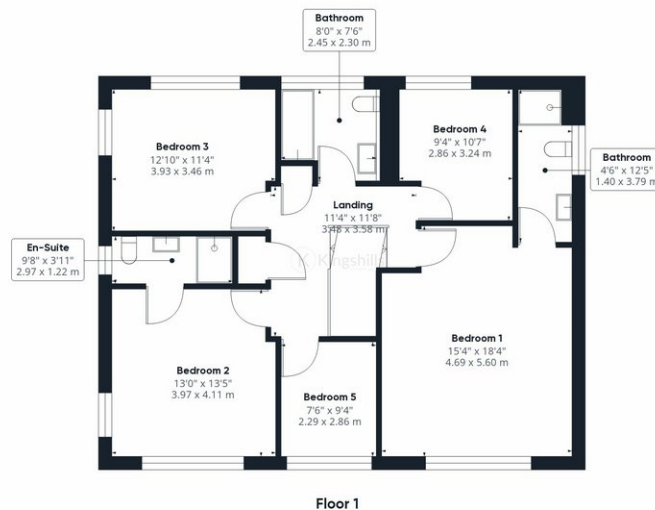 Bathroom
8'0" x 7'6"
2.45 x 2.30 m
Bedroom 3
12'10" x 11'4"
3.93 x 3.46 m
Bedroom 4
9'4" x 10'7"
2.86 x 3.24 m
Bathroom
4'6" x 12'5"
1.40 x 3.79 m
Landing
11'4" x 11'8"
3.48 x 3.58 m
En-Suite
9'8" x 3'11"
2.97 x 1.22 m
Kingshills
Bedroom 1
15'4" x 18'4"
4.69 x 5.60 m
Bedroom 2
13'0" x 13'5"
3.97 x 4.11 m
Bedroom 5
7'6" x 9'4"
2.29 x 2.86 m
Floor 1